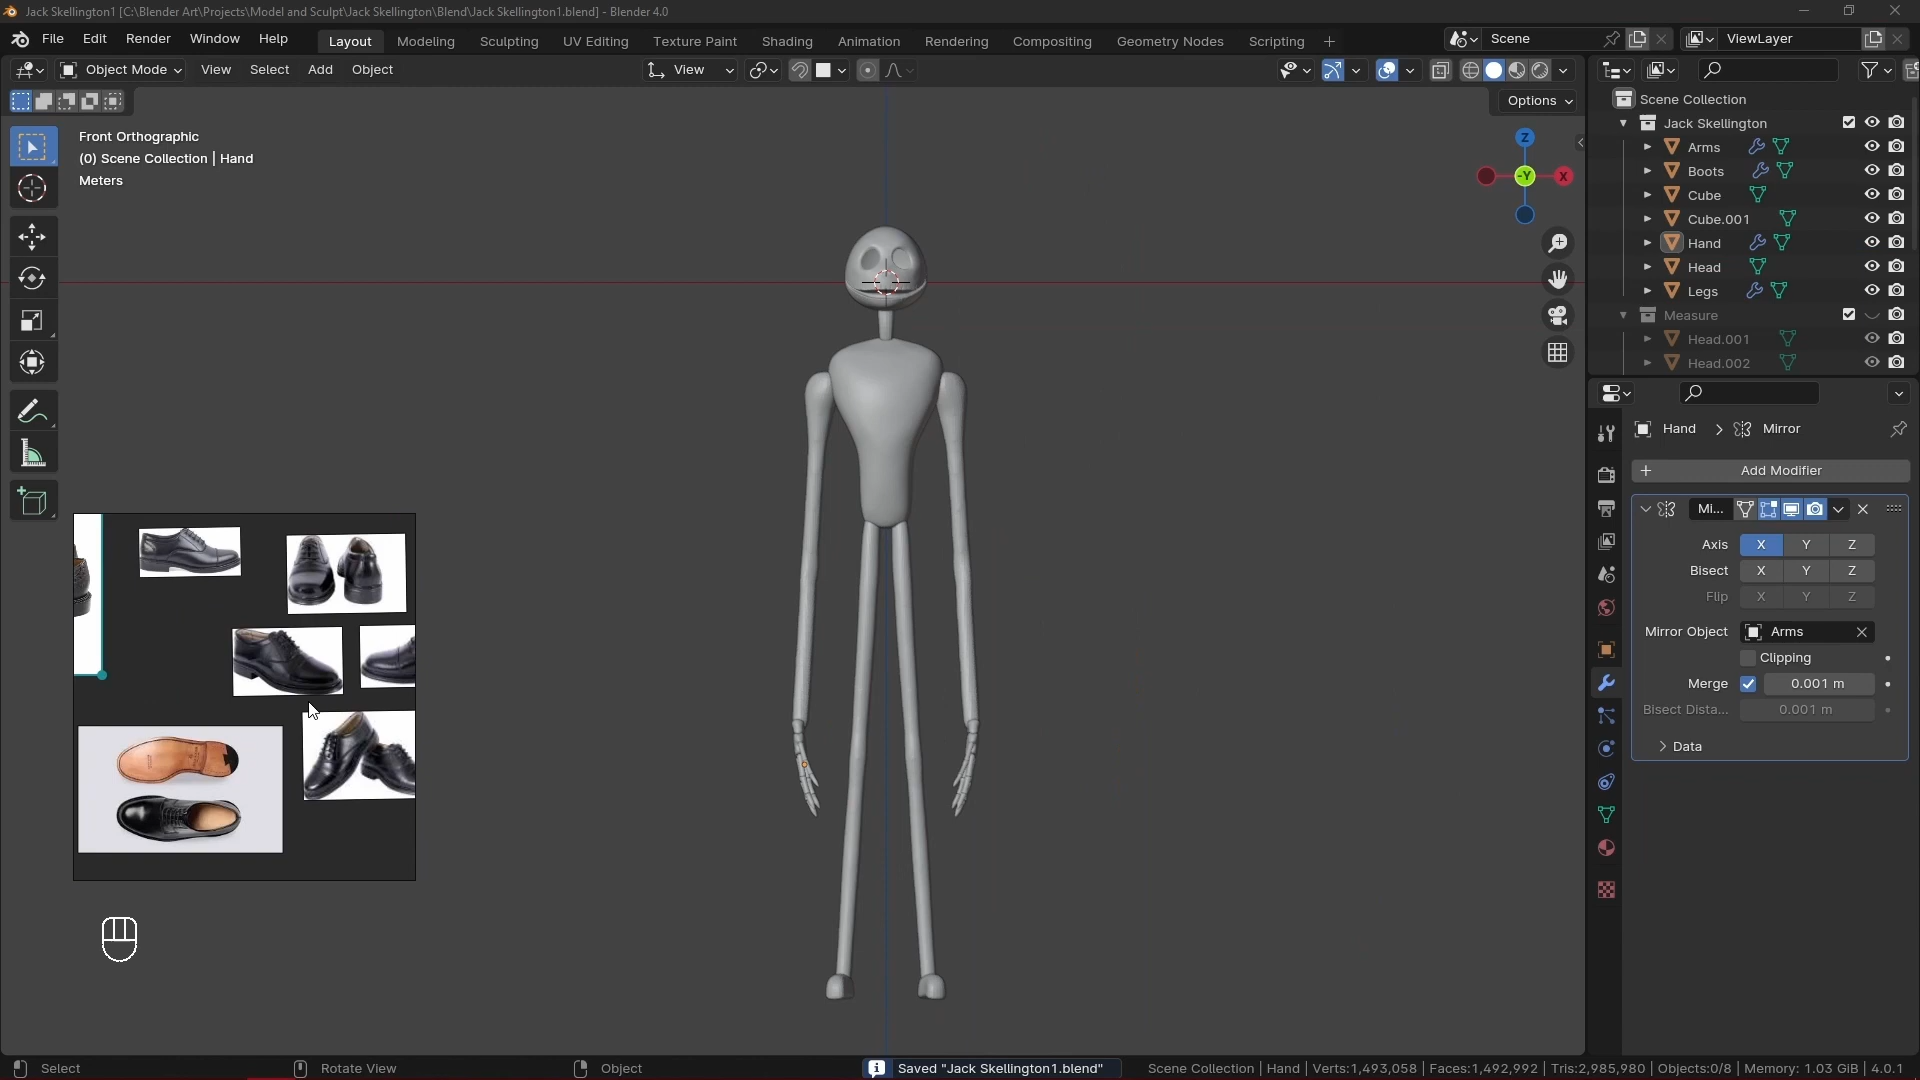 Jack Skellington1 [C:\Blender Art\Projects\Model and Sculpt\Jack Skellington\Blend\Jack Skellington1.blend] - Blender 4.0
File Edit Render Window Help
Layout Modeling Sculpting UV Editing Texture Paint Shading Animation Rendering Compositing Geometry Nodes Scripting
Scene
ViewLayer
Object Mode View Select Add Object
View
Options
Front Orthographic
(0) Scene Collection | Hand
Meters
Z
-Y
X
Scene Collection
Jack Skellington
Arms
Boots
Cube
Cube.001
Hand
Head
Legs
Measure
Head.001
Head.002
Hand > Mirror
Add Modifier
Mi...
Axis X Y Z
Bisect X Y Z
Flip X Y Z
Mirror Object Arms
Clipping
Merge 0.001 m
Bisect Dista... 0.001 m
Data
Select
Rotate View
Object
Saved "Jack Skellington1.blend"
Scene Collection | Hand | Verts:1,493,058 | Faces:1,492,992 | Tris:2,985,980 | Objects:0/8 | Memory: 1.03 GiB | 4.0.1